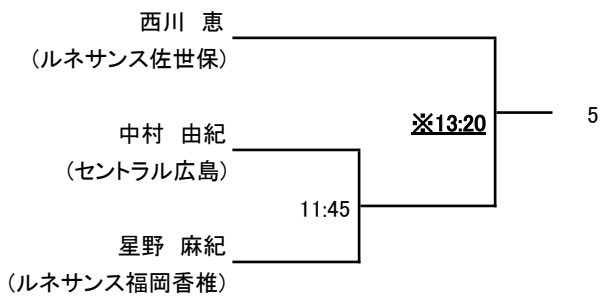 西川　恵
(ルネサンス佐世保)
※13:20
5
中村　由紀
(セントラル広島)
11:45
星野　麻紀
(ルネサンス福岡香椎)